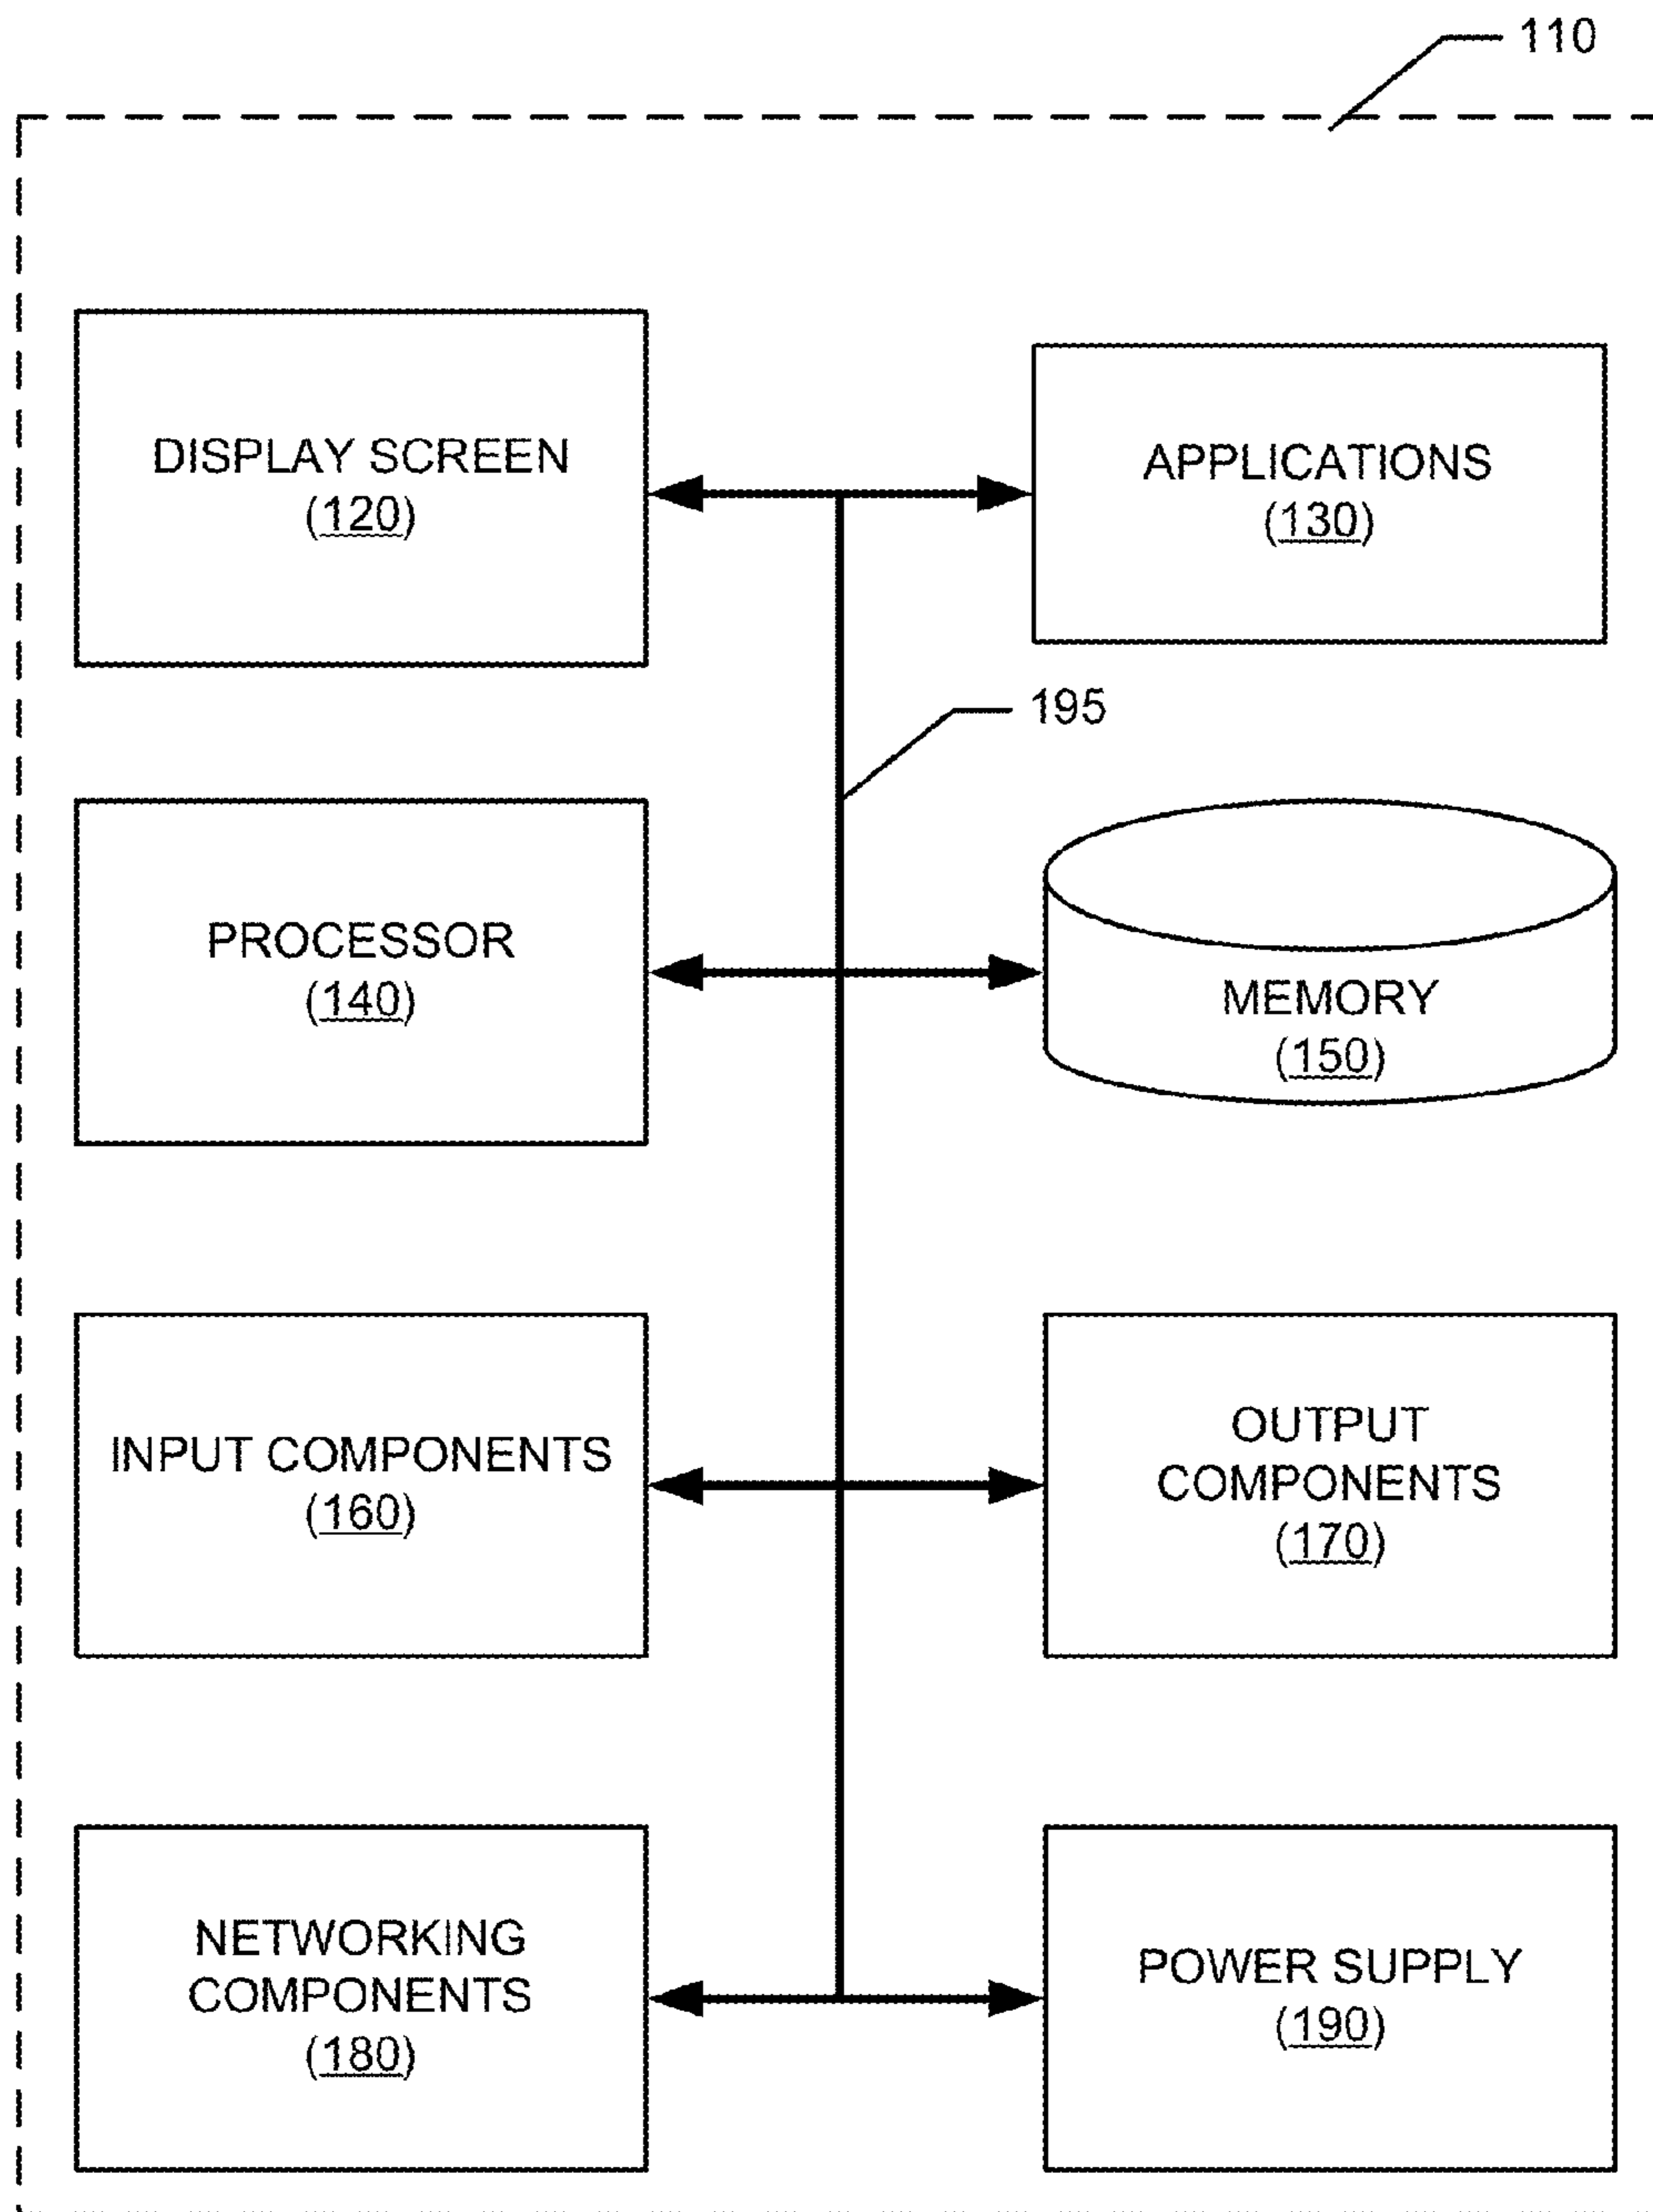 110
DISPLAY SCREEN
(120)
APPLICATIONS
(130)
195
PROCESSOR
(140)
MEMORY
(150)
INPUT COMPONENTS
(160)
OUTPUT
COMPONENTS
(170)
NETWORKING
COMPONENTS
(180)
POWER SUPPLY
(190)